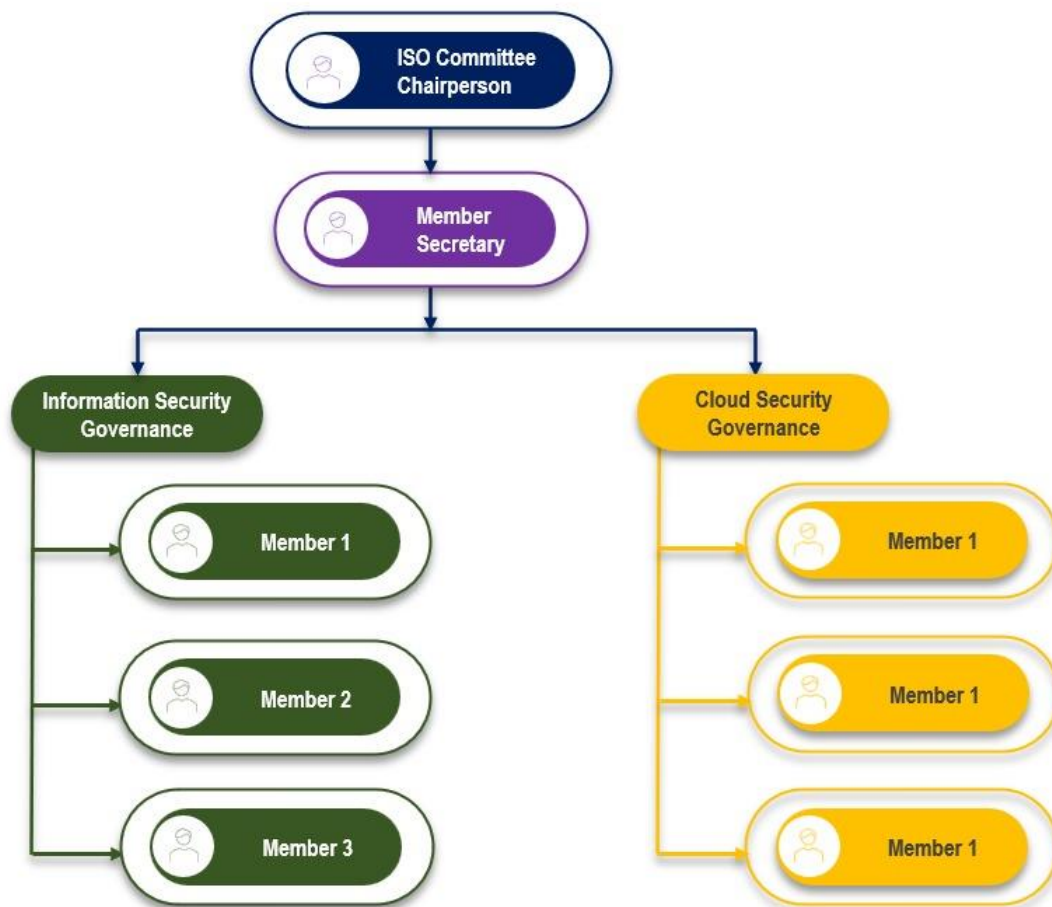 ISO Committee
Chairperson
Member
Secretary
Information Security
Governance
Cloud Security
Governance
Member 1
Member 1
Member 2
Member 1
Member 3
Member 1